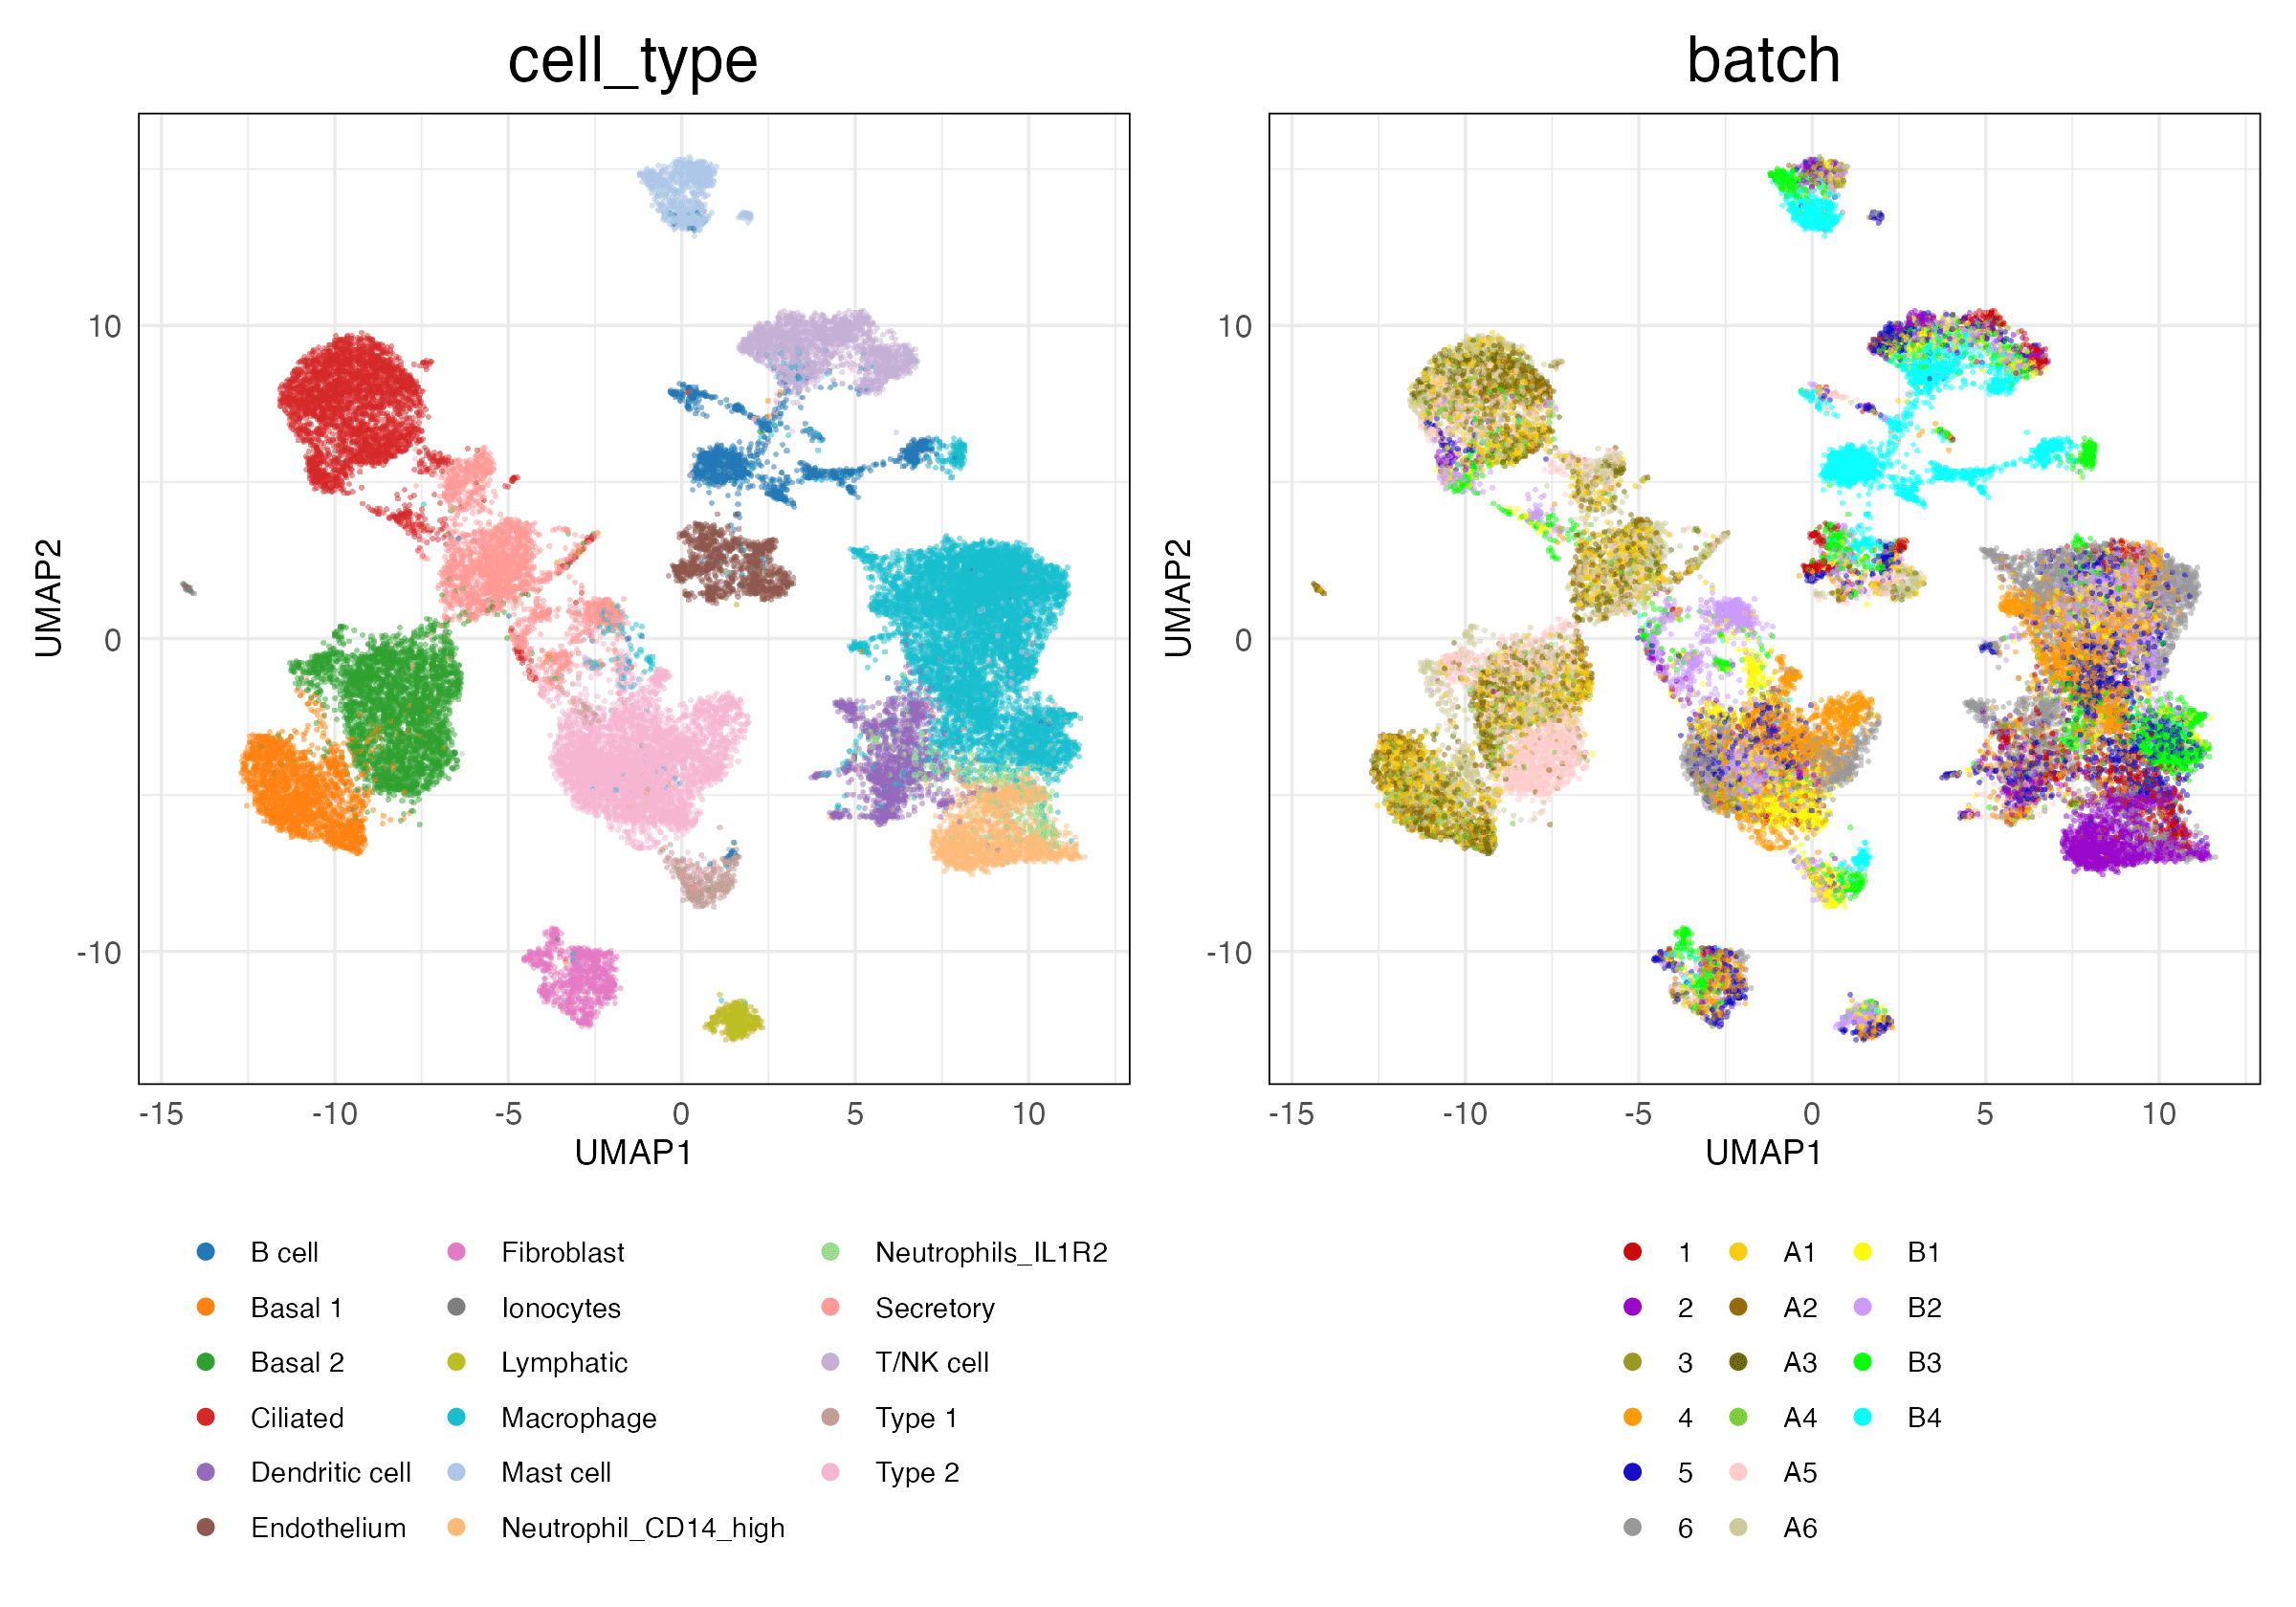 cell_type
batch
UMAP2
10
0
-10
-15 -10 -5 0 5 10
UMAP1
UMAP2
10
0
-10
-15 -10 -5 0 5 10
UMAP1
B cell Fibroblast Neutrophils_IL1R2
Basal 1 Ionocytes Secretory
Basal 2 Lymphatic T/NK cell
Ciliated Macrophage Type 1
Dendritic cell Mast cell Type 2
Endothelium Neutrophil_CD14_high
1 A1 B1
2 A2 B2
3 A3 B3
4 A4 B4
5 A5
6 A6